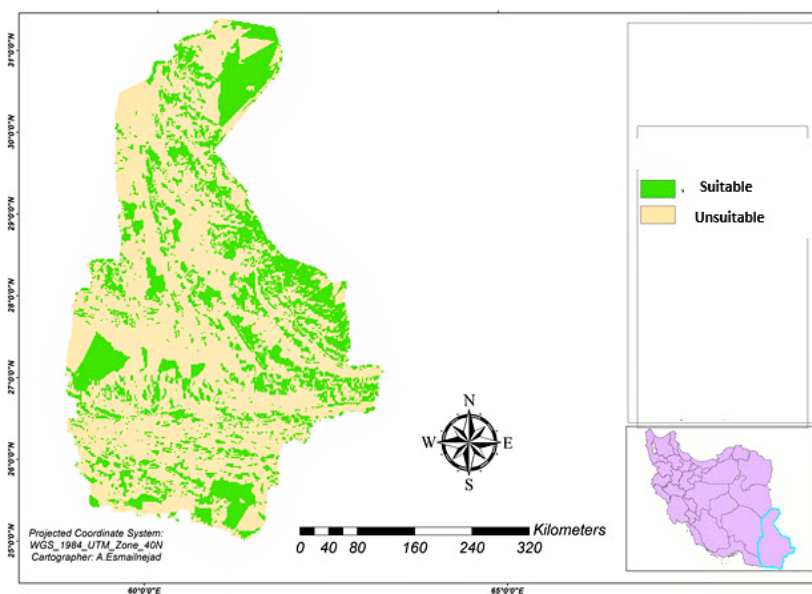 31°0'0"N
30°0'0"N
29°0'0"N
28°0'0"N
27°0'0"N
26°0'0"N
25°0'0"N
Suitable
Unsuitable
N
W E
S
Projected Coordinate System:
WGS_1984_UTM_Zone_40N
Cartographer: A.Esmailnejad
Kilometers
0 40 80 160 240 320
60°0'0"E 65°0'0"E